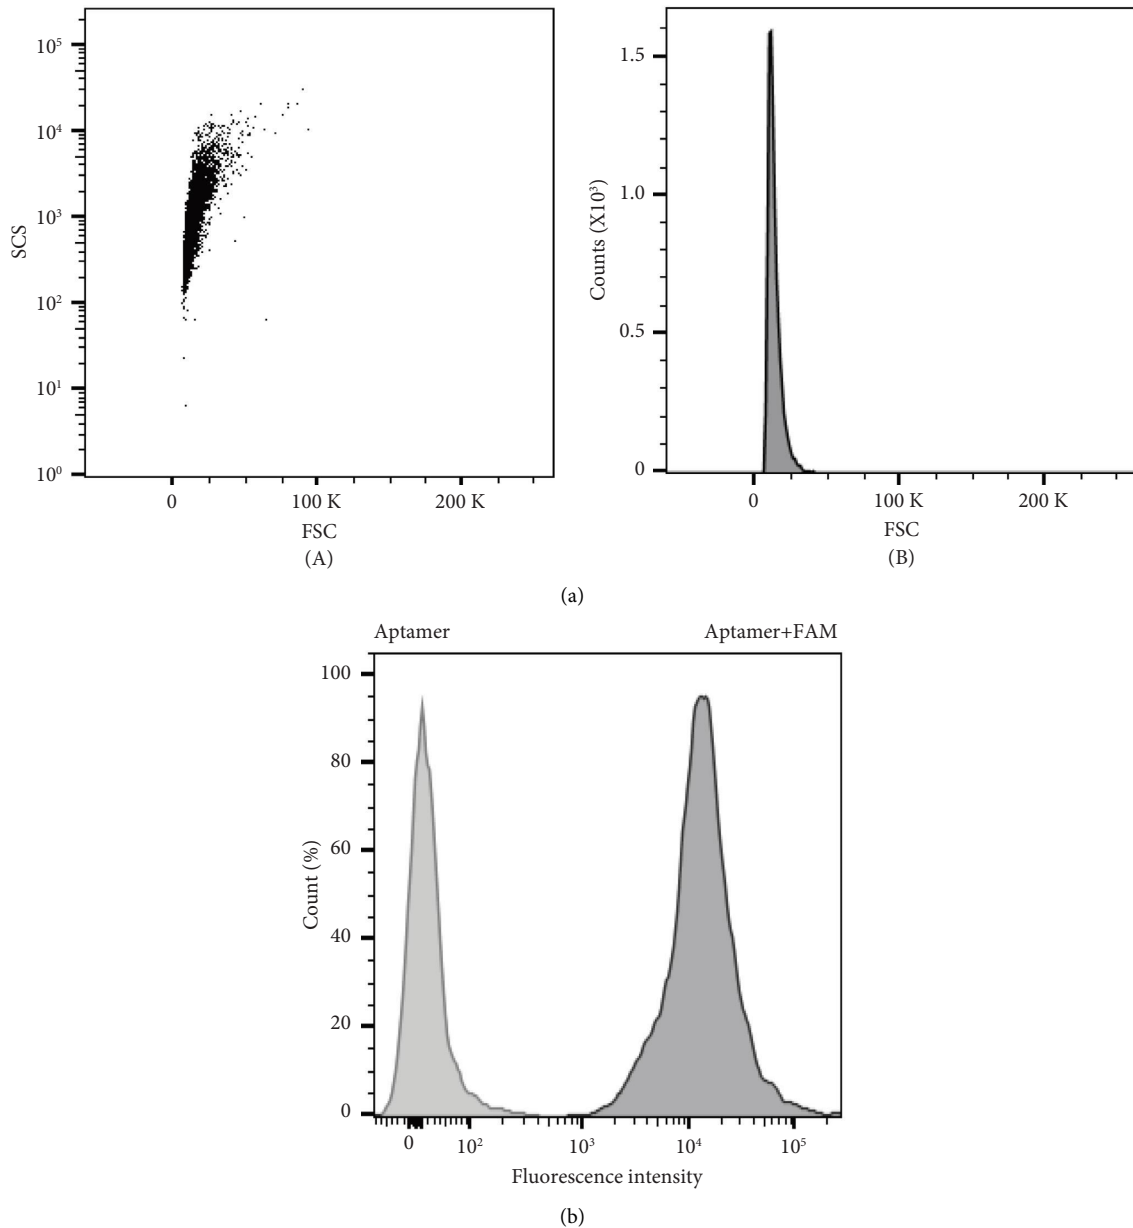 10⁵
10⁴
10³
10²
10¹
10⁰
SCS
0 100 K 200 K
FSC
(A)
1.5
1.0
0.5
0
Counts (X10³)
0 100 K 200 K
FSC
(B)
(a)
Aptamer Aptamer+FAM
100
80
60
40
20
0
Count (%)
0 10² 10³ 10⁴ 10⁵
Fluorescence intensity
(b)